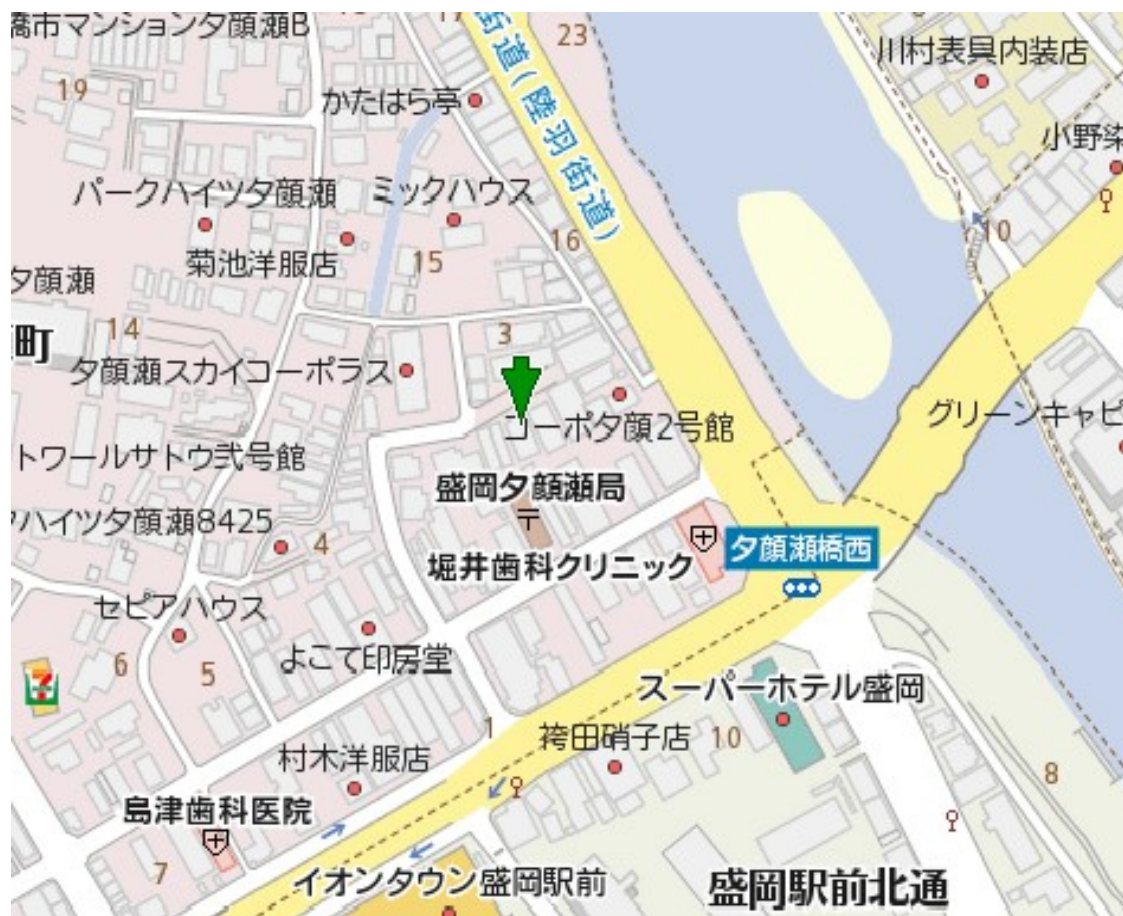 橋市マンション夕顔瀬B
17
23
街道(陸羽街道)
川村表具内装店
19
かたはら亭
小野染
パークハイツ夕顔瀬
ミックハウス
16
10
菊池洋服店
15
夕顔瀬
14
3
町
夕顔瀬スカイコーポラス
コーポ夕顔2号館
グリーンキャピ
トワールサトウ弐号館
盛岡夕顔瀬局
ハイツ夕顔瀬8425
4
堀井歯科クリニック
夕顔瀬橋西
セピアハウス
6
5
よこて印房堂
スーパーホテル盛岡
1
袴田硝子店
10
村木洋服店
8
島津歯科医院
7
イオンタウン盛岡駅前
盛岡駅前北通